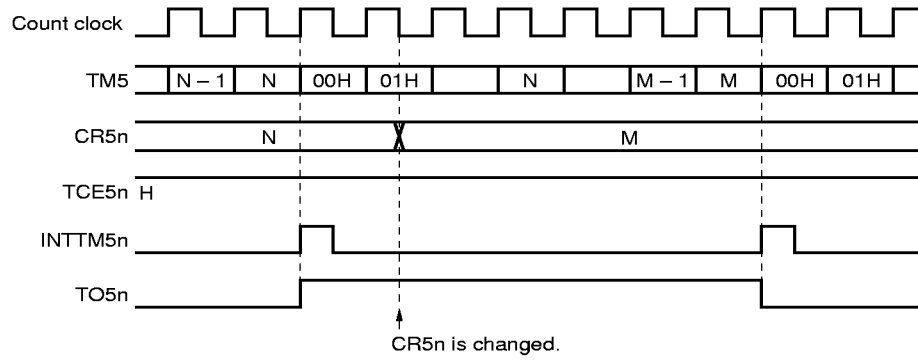 Count clock
TM5 N – 1 N 00H 01H N M – 1 M 00H 01H
CR5n N M
TCE5n H
INTTM5n
TO5n
CR5n is changed.